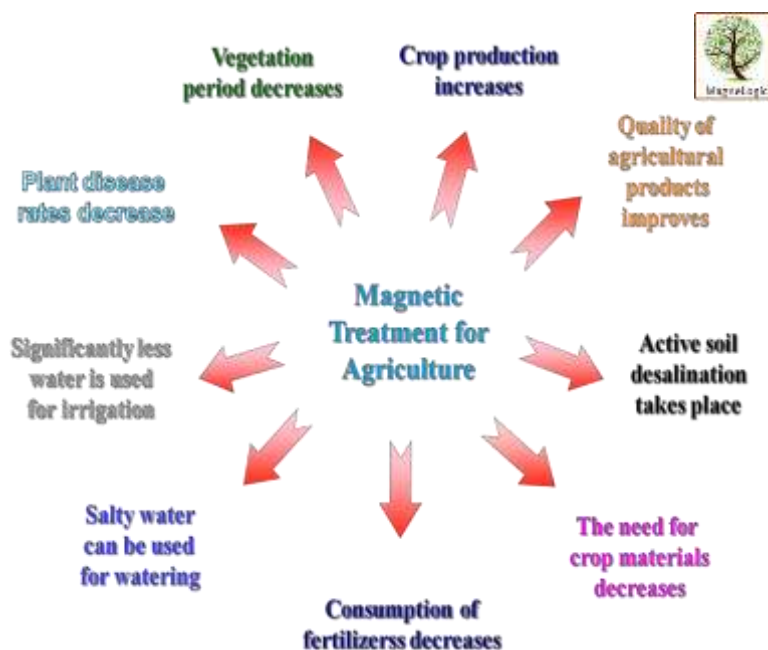 Vegetation
period decreases
Crop production
increases
Quality of
agricultural
products
improves
Plant disease
rates decrease
Magnetic
Treatment for
Agriculture
Significantly less
water is used
for irrigation
Active soil
desalination
takes place
Salty water
can be used
for watering
The need for
crop materials
decreases
Consumption of
fertilizerss decreases